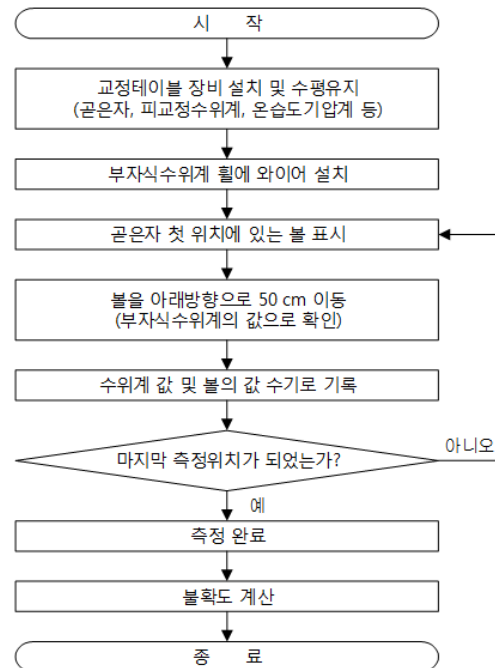 시 작
교정테이블 장비 설치 및 수평유지
(곧은자, 피교정수위계, 온습도기압계 등)
부자식수위계 휠에 와이어 설치
곧은자 첫 위치에 있는 볼 표시
볼을 아래방향으로 50 cm 이동
(부자식수위계의 값으로 확인)
수위계 값 및 볼의 값 수기로 기록
마지막 측정위치가 되었는가?
아니오
예
측정 완료
불확도 계산
종 료